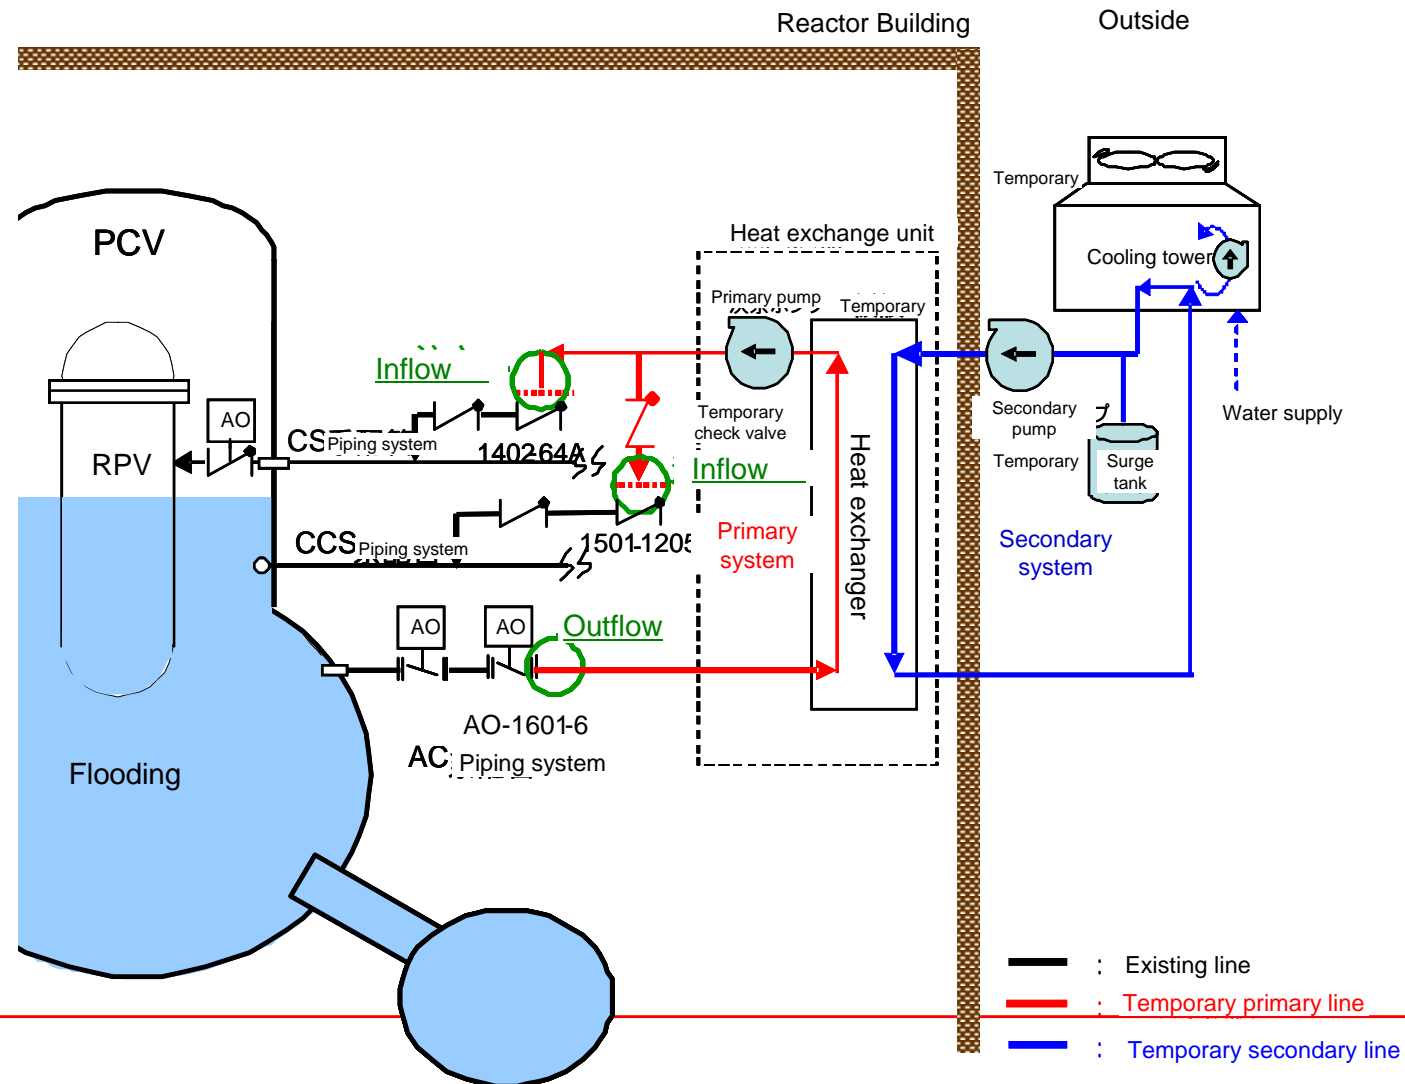 Reactor Building
Outside
Temporary
PCV
Heat exchange unit
Cooling tower
Primary pump
Temporary
Inflow
AO
Temporary
check valve
Secondary
pump
Water supply
CS
Piping system
1402-64A
RPV
Inflow
Heat exchanger
Temporary
Surge
tank
CCS
Piping system
1501-1205
Primary
system
Secondary
system
AO
AO
Outflow
AO-1601-6
AC
Piping system
Flooding
: Existing line
: Temporary primary line
: Temporary secondary line